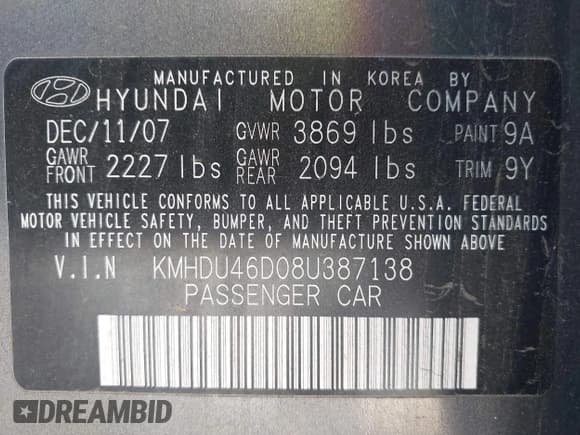 MANUFACTURED IN KOREA BY
HYUNDAI MOTOR COMPANY
DEC/11/07 GVWR 3869 lbs PAINT 9A
GAWR FRONT 2227 lbs GAWR REAR 2094 lbs TRIM 9Y
THIS VEHICLE CONFORMS TO ALL APPLICABLE U.S.A. FEDERAL
MOTOR VEHICLE SAFETY, BUMPER, AND THEFT PREVENTION STANDARDS
IN EFFECT ON THE DATE OF MANUFACTURE SHOWN ABOVE
V.I.N KMHDU46D08U387138
PASSENGER CAR
DREAMBID